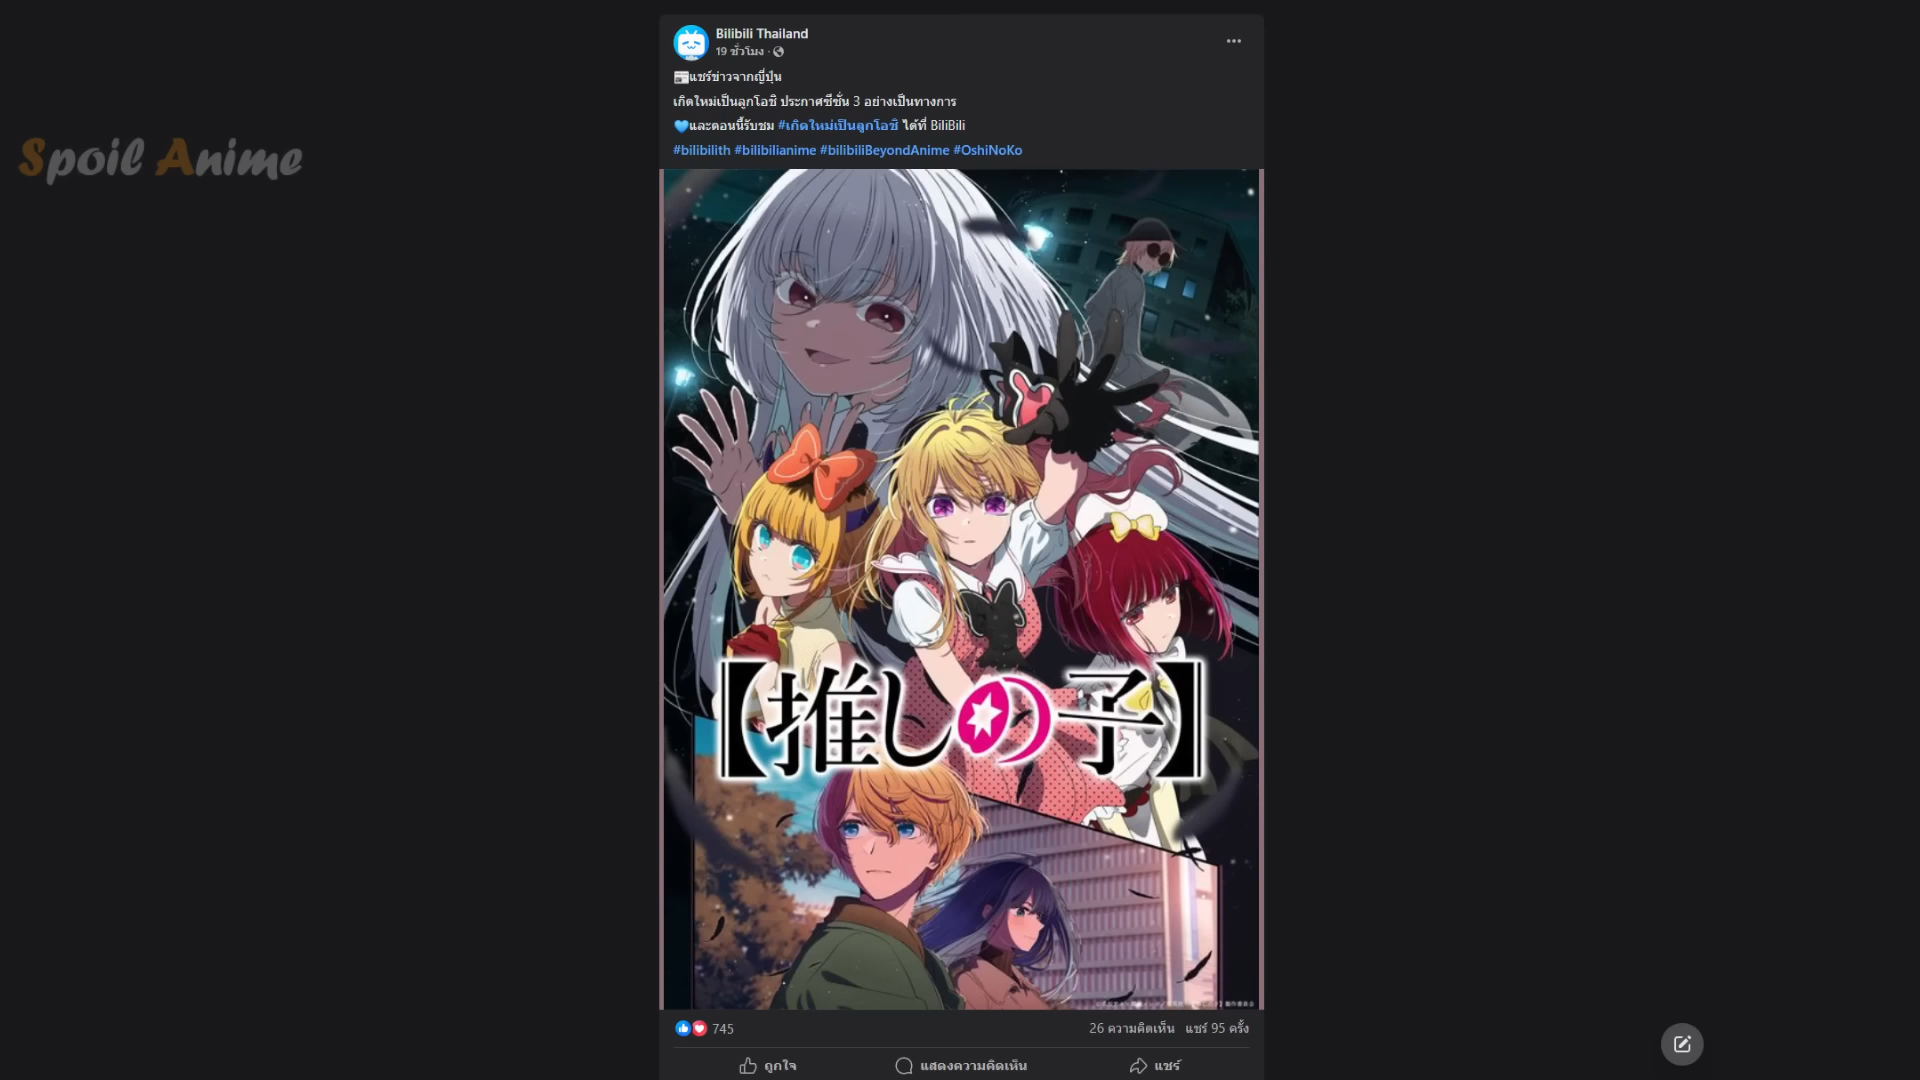 Spoil Anime
Bilibili Thailand
19 ชั่วโมง ·
แชร์ข่าวจากญี่ปุ่น
เกิดใหม่เป็นลูกโอชิ ประกาศซีซั่น 3 อย่างเป็นทางการ
และตอนนี้รับชม #เกิดใหม่เป็นลูกโอชิ ได้ที่ BiliBili
#bilibilith #bilibilianime #bilibiliBeyondAnime #OshiNoKo
【推しの子】
745
26 ความคิดเห็น แชร์ 95 ครั้ง
ถูกใจ
แสดงความคิดเห็น
แชร์